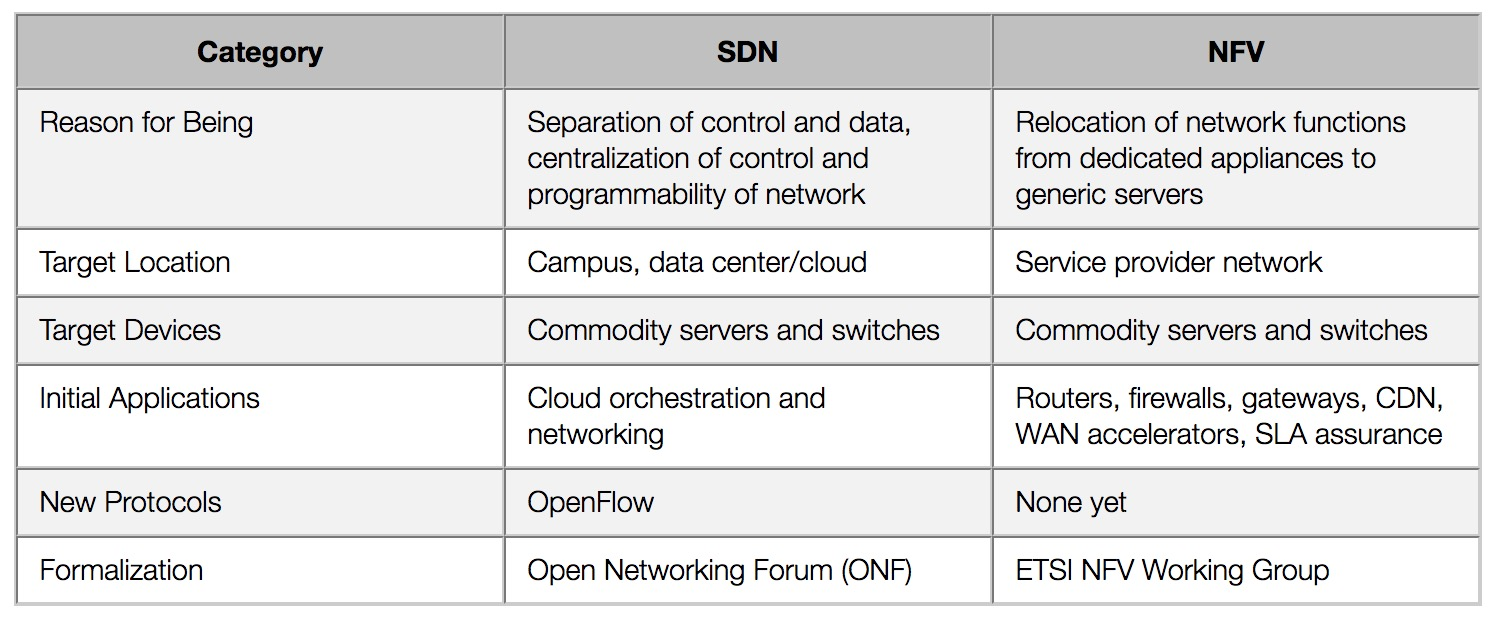 Category SDN NFV
Reason for Being
Separation of control and data,
centralization of control and
programmability of network
Relocation of network functions
from dedicated appliances to
generic servers
Target Location
Campus, data center/cloud
Service provider network
Target Devices
Commodity servers and switches
Commodity servers and switches
Initial Applications
Cloud orchestration and
networking
Routers, firewalls, gateways, CDN,
WAN accelerators, SLA assurance
New Protocols
OpenFlow
None yet
Formalization
Open Networking Forum (ONF)
ETSI NFV Working Group